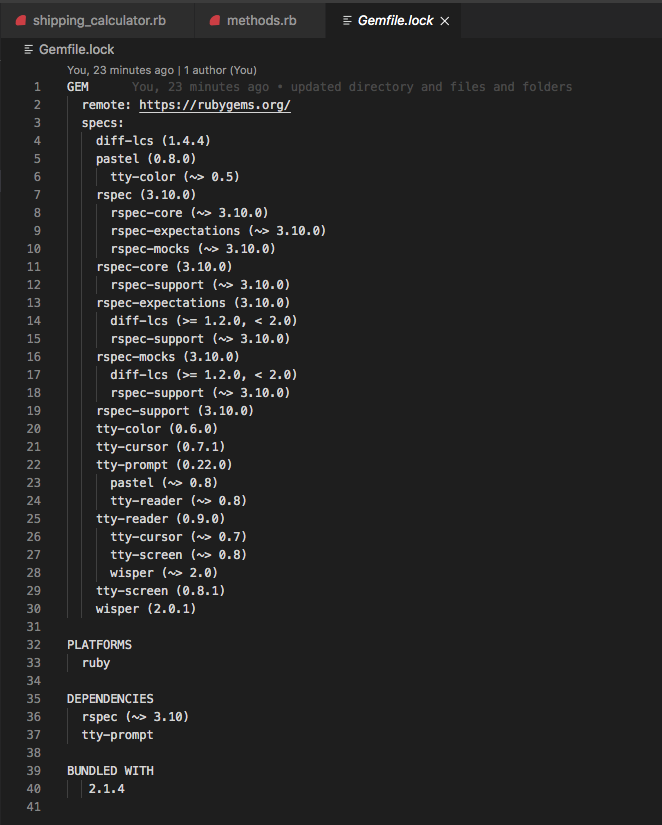 shipping_calculator.rb methods.rb Gemfile.lock ×
Gemfile.lock
You, 23 minutes ago | 1 author (You)
1 GEM You, 23 minutes ago • updated directory and files and folders
2 remote: https://rubygems.org/
3 specs:
4 diff-lcs (1.4.4)
5 pastel (0.8.0)
6 tty-color (~> 0.5)
7 rspec (3.10.0)
8 rspec-core (~> 3.10.0)
9 rspec-expectations (~> 3.10.0)
10 rspec-mocks (~> 3.10.0)
11 rspec-core (3.10.0)
12 rspec-support (~> 3.10.0)
13 rspec-expectations (3.10.0)
14 diff-lcs (>= 1.2.0, < 2.0)
15 rspec-support (~> 3.10.0)
16 rspec-mocks (3.10.0)
17 diff-lcs (>= 1.2.0, < 2.0)
18 rspec-support (~> 3.10.0)
19 rspec-support (3.10.0)
20 tty-color (0.6.0)
21 tty-cursor (0.7.1)
22 tty-prompt (0.22.0)
23 pastel (~> 0.8)
24 tty-reader (~> 0.8)
25 tty-reader (0.9.0)
26 tty-cursor (~> 0.7)
27 tty-screen (~> 0.8)
28 wisper (~> 2.0)
29 tty-screen (0.8.1)
30 wisper (2.0.1)
31
32 PLATFORMS
33 ruby
34
35 DEPENDENCIES
36 rspec (~> 3.10)
37 tty-prompt
38
39 BUNDLED WITH
40 2.1.4
41